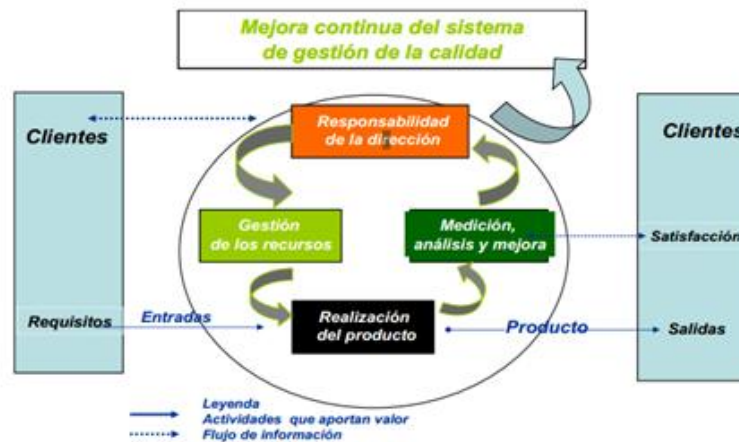 Mejora continua del sistema
de gestión de la calidad
Clientes
Responsabilidad
de la dirección
Clientes
Gestión
de los recursos
Medición,
análisis y mejora
Satisfacción
Requisitos
Entradas
Realización
del producto
Producto
Salidas
Leyenda
Actividades que aportan valor
Flujo de información